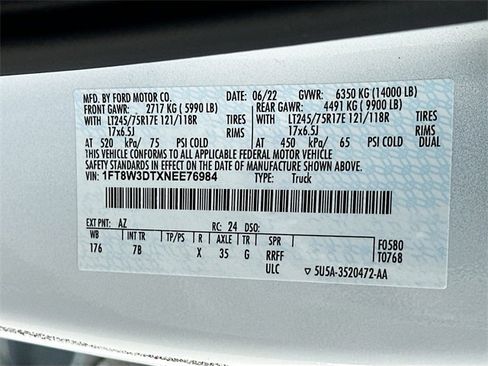 MFD. BY FORD MOTOR CO. DATE: 06/22 GVWR: 6350 KG (14000 LB)
FRONT GAWR: 2717 KG ( 5990 LB) REAR GAWR: 4491 KG ( 9900 LB)
WITH LT245/75R17E 121/118R TIRES WITH LT245/75R17E 121/118R TIRES
17x6.5J RIMS 17x6.5J RIMS
AT 520 kPa/ 75 PSI COLD AT 450 kPa/ 65 PSI COLD DUAL
THIS VEHICLE CONFORMS TO ALL APPLICABLE FEDERAL MOTOR VEHICLE
SAFETY STANDARDS IN EFFECT ON THE DATE OF MANUFACTURE SHOWN ABOVE.
VIN: 1FT8W3DTXNEE76984 TYPE: Truck
EXT PNT: AZ RC: 24 DSO:
WB INT TR TP/PS R AXLE TR SPR F0580
176 78 X 35 G RRFF T0768
ULC ▽ 5U5A-3520472-AA